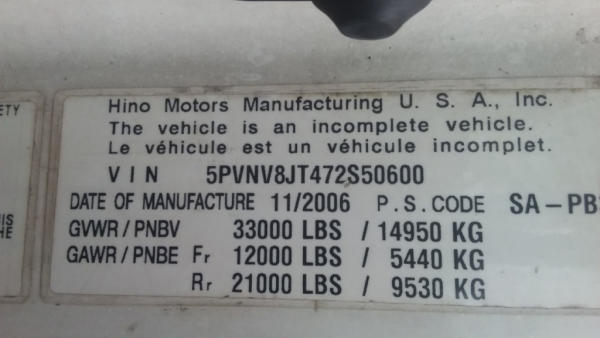 Hino Motors Manufacturing U. S. A., Inc.
The vehicle is an incomplete vehicle.
Le véhicule est un véhicule incomplet.
VIN 5PVNV8JT472S50600
DATE OF MANUFACTURE 11/2006 P.S.CODE SA-PB
GVWR/PNBV 33000 LBS / 14950 KG
GAWR/PNBE Fr 12000 LBS / 5440 KG
Rr 21000 LBS / 9530 KG